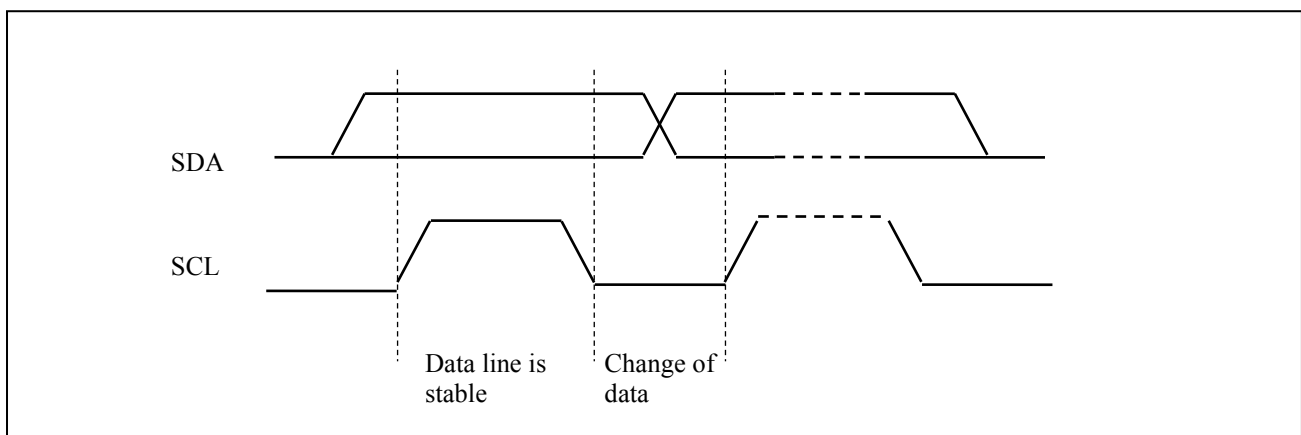 SDA
SCL
Data line is
stable
Change of
data